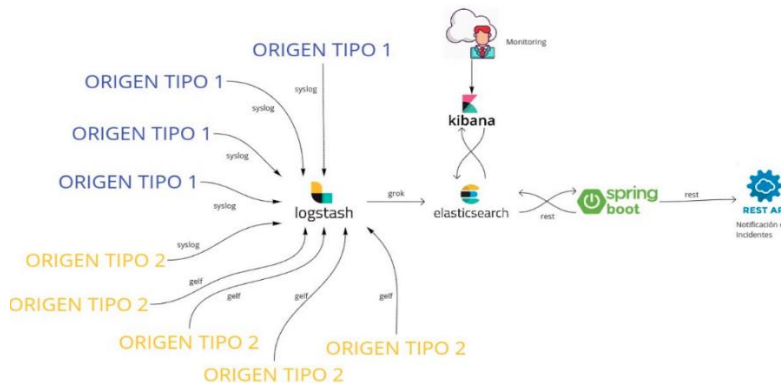 ORIGEN TIPO 1
syslog
ORIGEN TIPO 1
syslog
ORIGEN TIPO 1
syslog
ORIGEN TIPO 1
syslog
ORIGEN TIPO 2
syslog
ORIGEN TIPO 2
gelf
ORIGEN TIPO 2
gelf
ORIGEN TIPO 2
gelf
ORIGEN TIPO 2
gelf
logstash
grok
elasticsearch
kibana
Monitoring
rest
spring
boot
rest
REST AP
Notificación
Incidentes